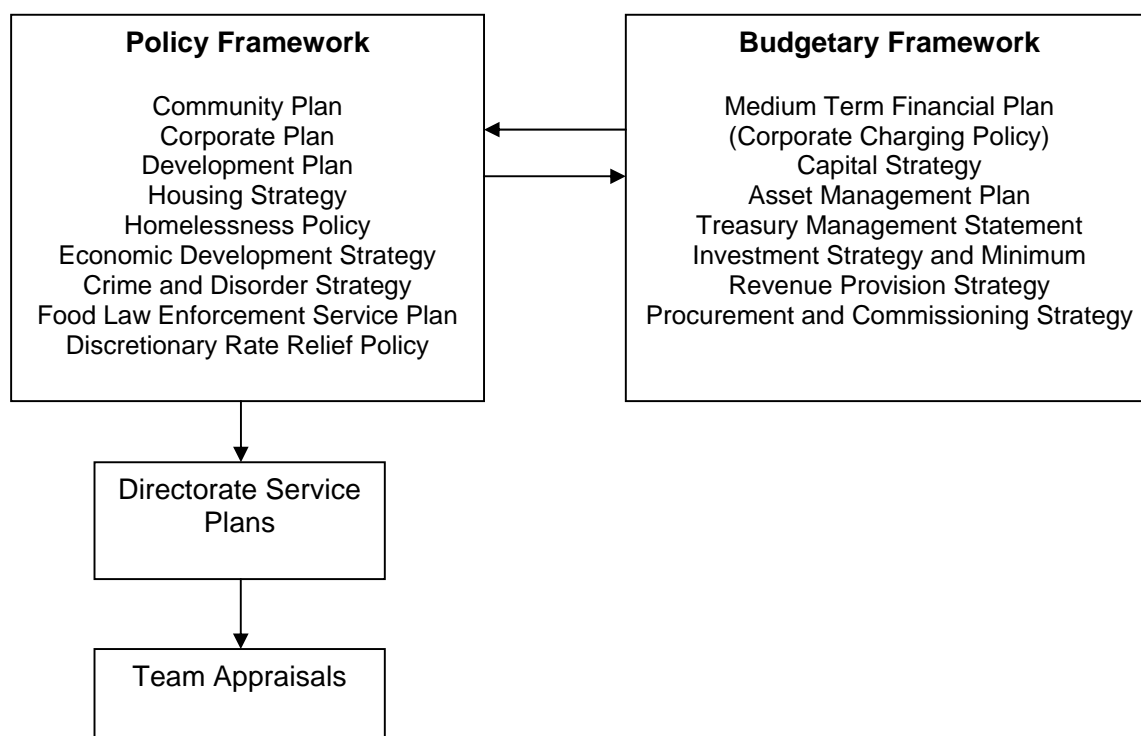 Policy Framework
Community Plan
Corporate Plan
Development Plan
Housing Strategy
Homelessness Policy
Economic Development Strategy
Crime and Disorder Strategy
Food Law Enforcement Service Plan
Discretionary Rate Relief Policy
Budgetary Framework
Medium Term Financial Plan
(Corporate Charging Policy)
Capital Strategy
Asset Management Plan
Treasury Management Statement
Investment Strategy and Minimum
Revenue Provision Strategy
Procurement and Commissioning Strategy
Directorate Service
Plans
Team Appraisals